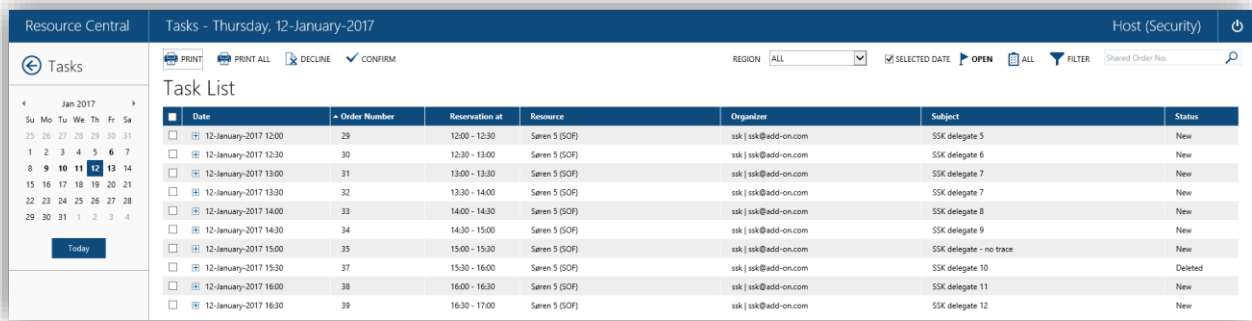 Resource Central Tasks - Thursday, 12-January-2017 Host (Security)
Tasks PRINT PRINT ALL DECLINE CONFIRM REGION ALL SELECTED DATE OPEN ALL FILTER Shared Order No.
Task List
Jan 2017
Su Mo Tu We Th Fr Sa
25 26 27 28 29 30 31
1 2 3 4 5 6 7
8 9 10 11 12 13 14
15 16 17 18 19 20 21
22 23 24 25 26 27 28
29 30 31 1 2 3 4
Today
Date Order Number Reservation at Resource Organizer Subject Status
12-January-2017 12:00 29 12:00 - 12:30 Søren 5 (SOF) ssk | ssk@add-on.com SSK delegate 5 New
12-January-2017 12:30 30 12:30 - 13:00 Søren 5 (SOF) ssk | ssk@add-on.com SSK delegate 6 New
12-January-2017 13:00 31 13:00 - 13:30 Søren 5 (SOF) ssk | ssk@add-on.com SSK delegate 7 New
12-January-2017 13:30 32 13:30 - 14:00 Søren 5 (SOF) ssk | ssk@add-on.com SSK delegate 7 New
12-January-2017 14:00 33 14:00 - 14:30 Søren 5 (SOF) ssk | ssk@add-on.com SSK delegate 8 New
12-January-2017 14:30 34 14:30 - 15:00 Søren 5 (SOF) ssk | ssk@add-on.com SSK delegate 9 New
12-January-2017 15:00 35 15:00 - 15:30 Søren 5 (SOF) ssk | ssk@add-on.com SSK delegate - no trace New
12-January-2017 15:30 37 15:30 - 16:00 Søren 5 (SOF) ssk | ssk@add-on.com SSK delegate 10 Deleted
12-January-2017 16:00 38 16:00 - 16:30 Søren 5 (SOF) ssk | ssk@add-on.com SSK delegate 11 New
12-January-2017 16:30 39 16:30 - 17:00 Søren 5 (SOF) ssk | ssk@add-on.com SSK delegate 12 New